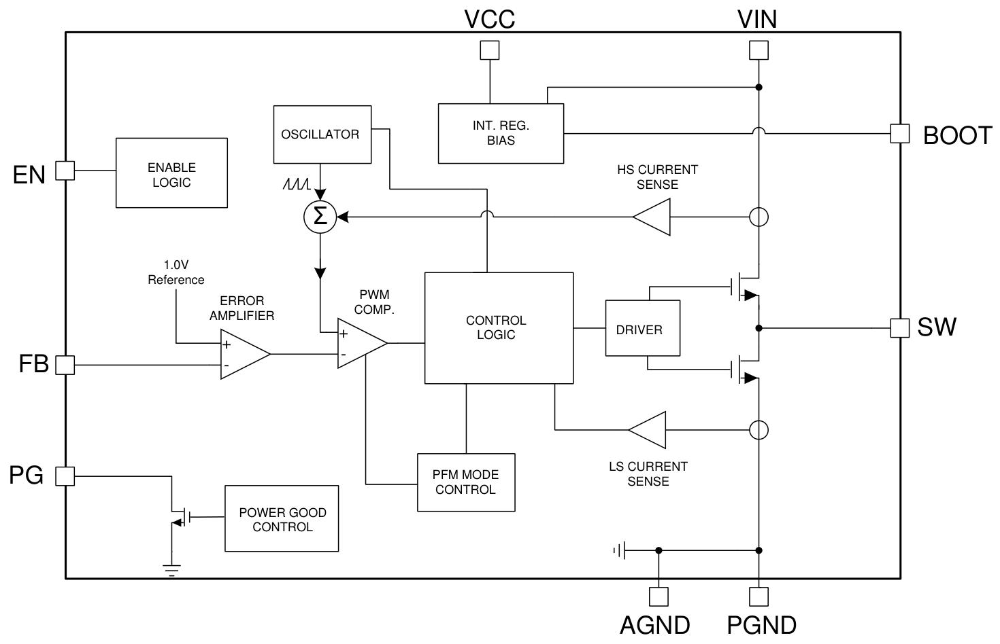 VCC
VIN
INT. REG.
BIAS
OSCILLATOR
BOOT
EN
ENABLE
LOGIC
HS CURRENT
SENSE
Σ
1.0V
Reference
ERROR
AMPLIFIER
PWM
COMP.
+
-
+
-
CONTROL
LOGIC
DRIVER
SW
FB
LS CURRENT
SENSE
PG
PFM MODE
CONTROL
POWER GOOD
CONTROL
AGND
PGND